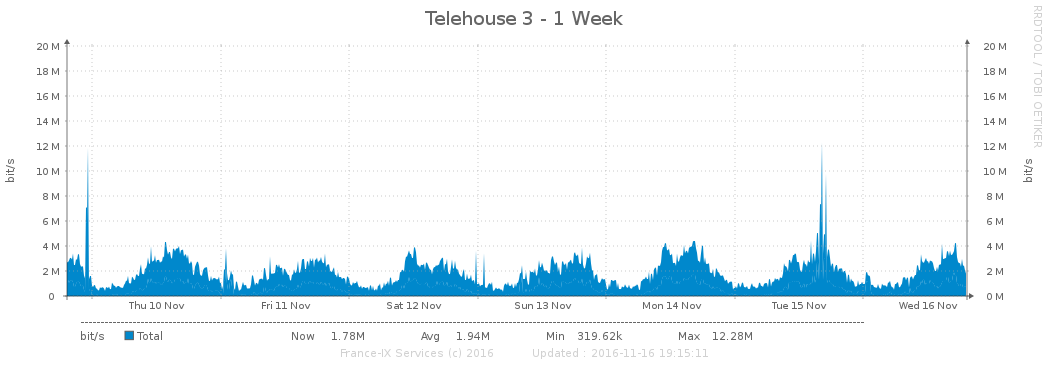 Telehouse 3 - 1 Week
RRDTOOL / TOBI OETIKER
20 M 20 M
18 M 18 M
16 M 16 M
14 M 14 M
12 M 12 M
10 M 10 M
8 M 8 M
6 M 6 M
4 M 4 M
2 M 2 M
0 0 M
bit/s
bit/s
Thu 10 Nov Fri 11 Nov Sat 12 Nov Sun 13 Nov Mon 14 Nov Tue 15 Nov Wed 16 Nov
bit/s Total Now 1.78M Avg 1.94M Min 319.62k Max 12.28M
France-IX Services (c) 2016 Updated : 2016-11-16 19:15:11